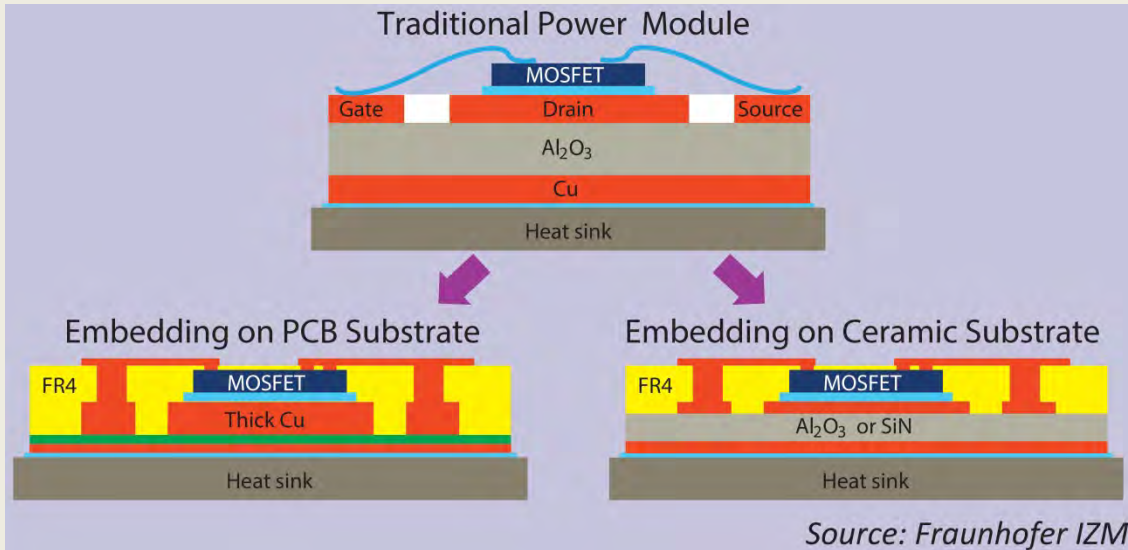 Traditional Power Module
MOSFET
Gate Drain Source
Al₂O₃
Cu
Heat sink
Embedding on PCB Substrate
FR4
MOSFET
Thick Cu
Heat sink
Embedding on Ceramic Substrate
FR4
MOSFET
Al₂O₃ or SiN
Heat sink
Source: Fraunhofer IZM